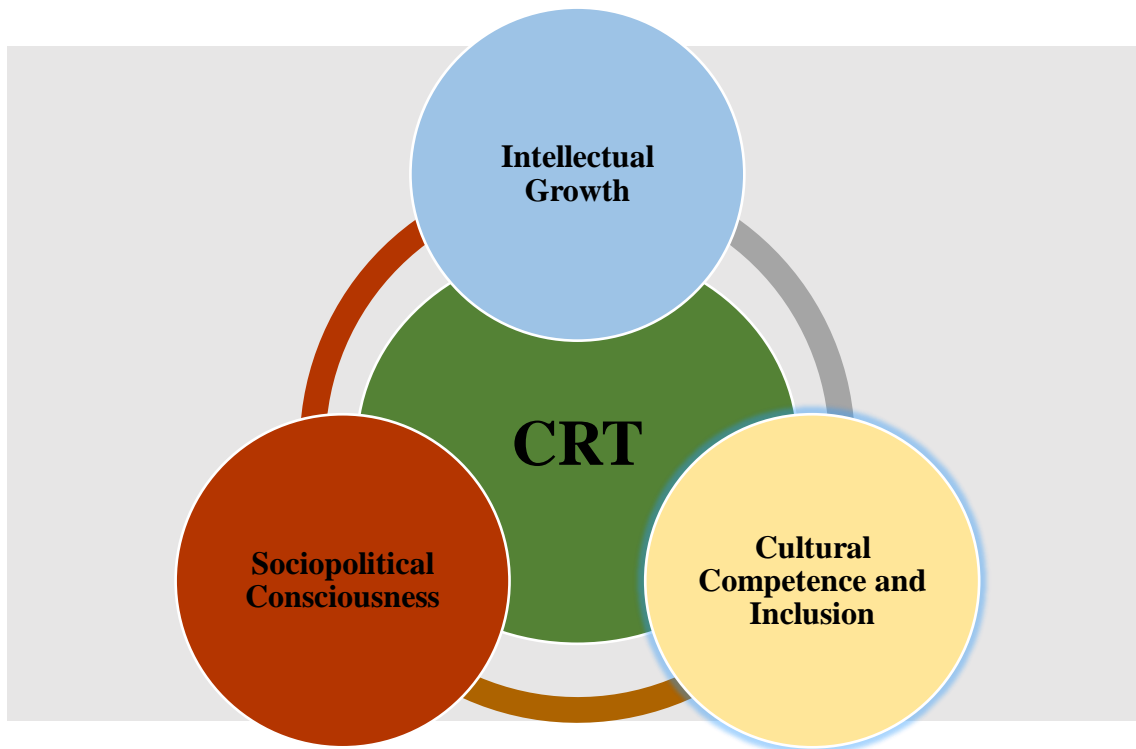 Intellectual
Growth
CRT
Sociopolitical
Consciousness
Cultural
Competence and
Inclusion